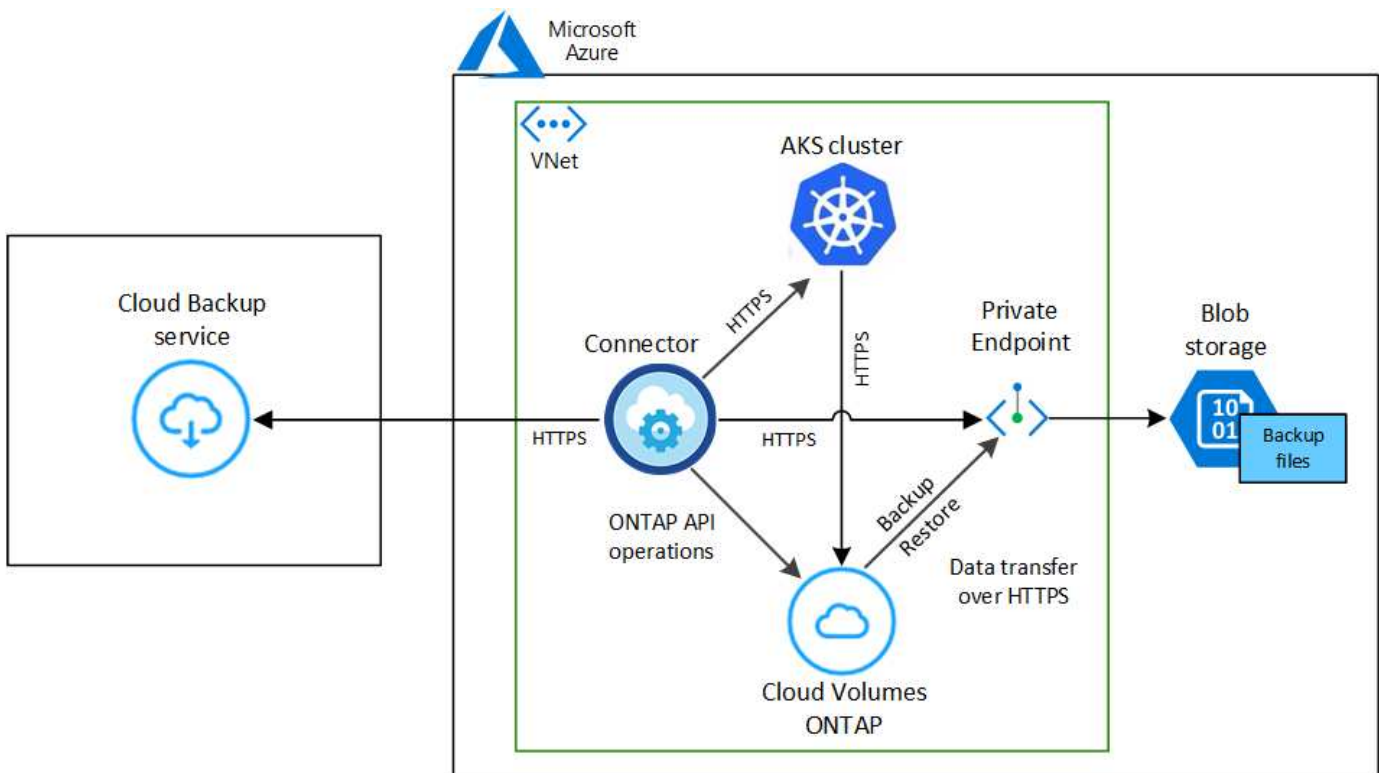 Microsoft
Azure
VNet
AKS cluster
Cloud Backup
service
Connector
HTTPS
HTTPS
Private
Endpoint
Blob
storage
10
01
Backup
files
HTTPS
HTTPS
ONTAP API
operations
Backup
Restore
Data transfer
over HTTPS
Cloud Volumes
ONTAP